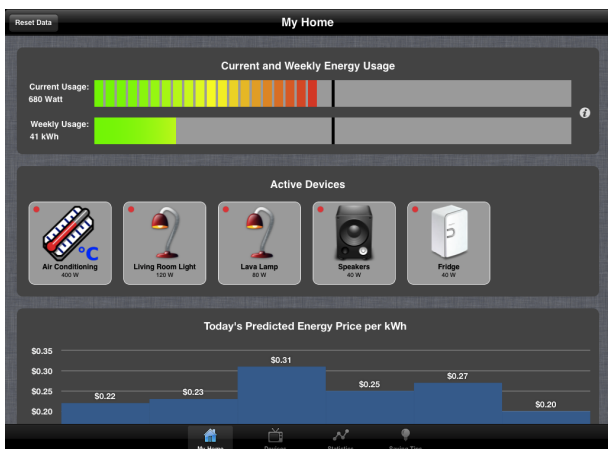 Reset Data
My Home
Current and Weekly Energy Usage
Current Usage:
680 Watt
Weekly Usage:
41 kWh
Active Devices
°C
Air Conditioning
400 W
Living Room Light
120 W
Lava Lamp
80 W
Speakers
40 W
Fridge
40 W
Today's Predicted Energy Price per kWh
$0.35
$0.30
$0.25
$0.20
$0.22
$0.23
$0.31
$0.25
$0.27
$0.20
My Home
Devices
Statistics
Saving Tips